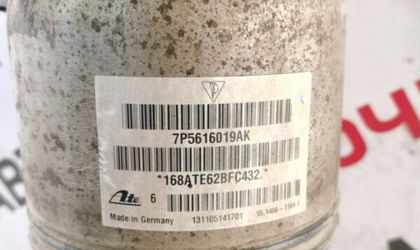 7P5616019AK
*168ATE62BFC432.*
Ate 6
Made in Germany 131105141701